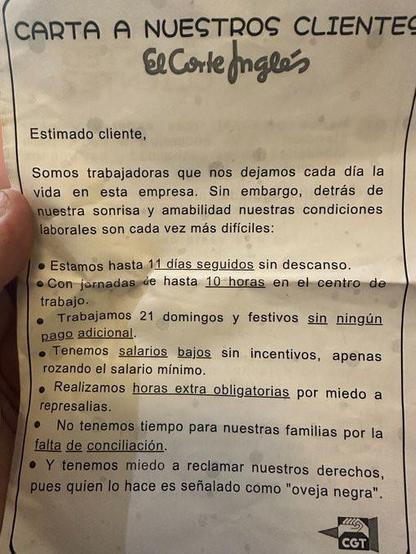 CARTA A NUESTROS CLIENTES
El Corte Inglés
Estimado cliente,
Somos trabajadoras que nos dejamos cada día la
vida en esta empresa. Sin embargo, detrás de
nuestra sonrisa y amabilidad nuestras condiciones
laborales son cada vez más difíciles:
• Estamos hasta 11 días seguidos sin descanso.
• Con jornadas de hasta 10 horas en el centro de
trabajo.
• Trabajamos 21 domingos y festivos sin ningún
pago adicional.
• Tenemos salarios bajos sin incentivos, apenas
rozando el salario mínimo.
• Realizamos horas extra obligatorias por miedo a
represalias.
• No tenemos tiempo para nuestras familias por la
falta de conciliación.
• Y tenemos miedo a reclamar nuestros derechos,
pues quien lo hace es señalado como "oveja negra".
CGT